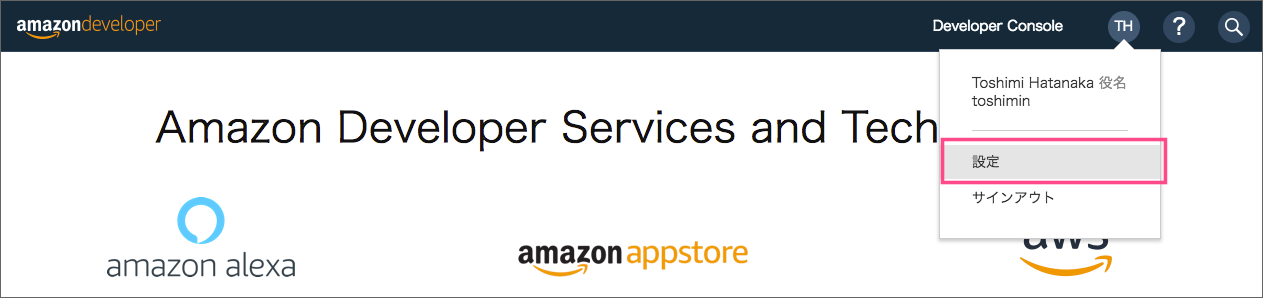 amazondeveloper
Developer Console
TH
?
Toshimi Hatanaka 役名
toshimin
設定
サインアウト
Amazon Developer Services and Tech
amazon alexa
amazon appstore
aws